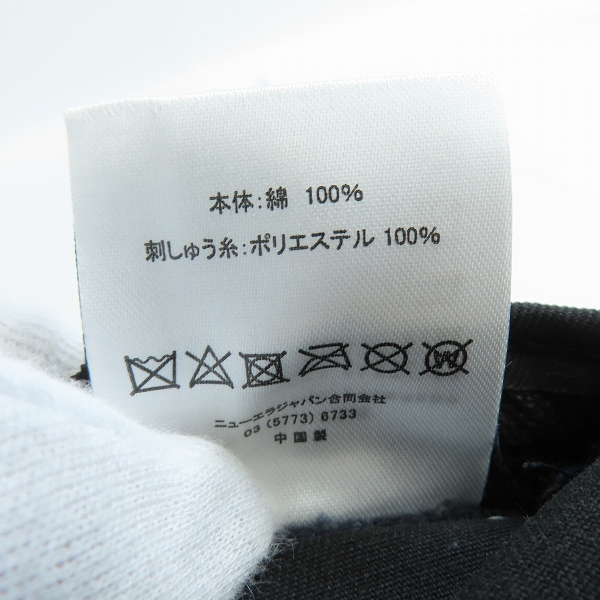 本体:綿 100%
刺しゅう糸:ポリエステル 100%
ニューエラジャパン合同会社
03 (5773) 6733
中国製